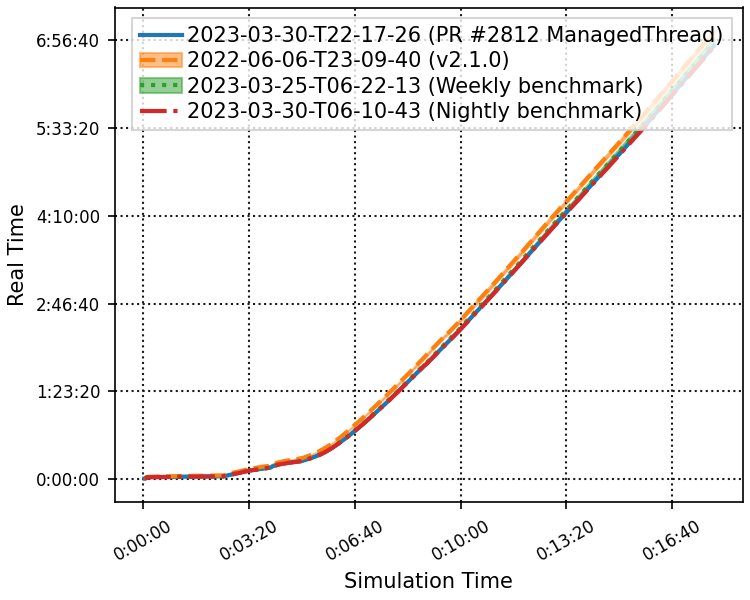 2023-03-30-T22-17-26 (PR #2812 ManagedThread)
2022-06-06-T23-09-40 (v2.1.0)
2023-03-25-T06-22-13 (Weekly benchmark)
2023-03-30-T06-10-43 (Nightly benchmark)
Real Time
6:56:40
5:33:20
4:10:00
2:46:40
1:23:20
0:00:00
0:00:00 0:03:20 0:06:40 0:10:00 0:13:20 0:16:40
Simulation Time